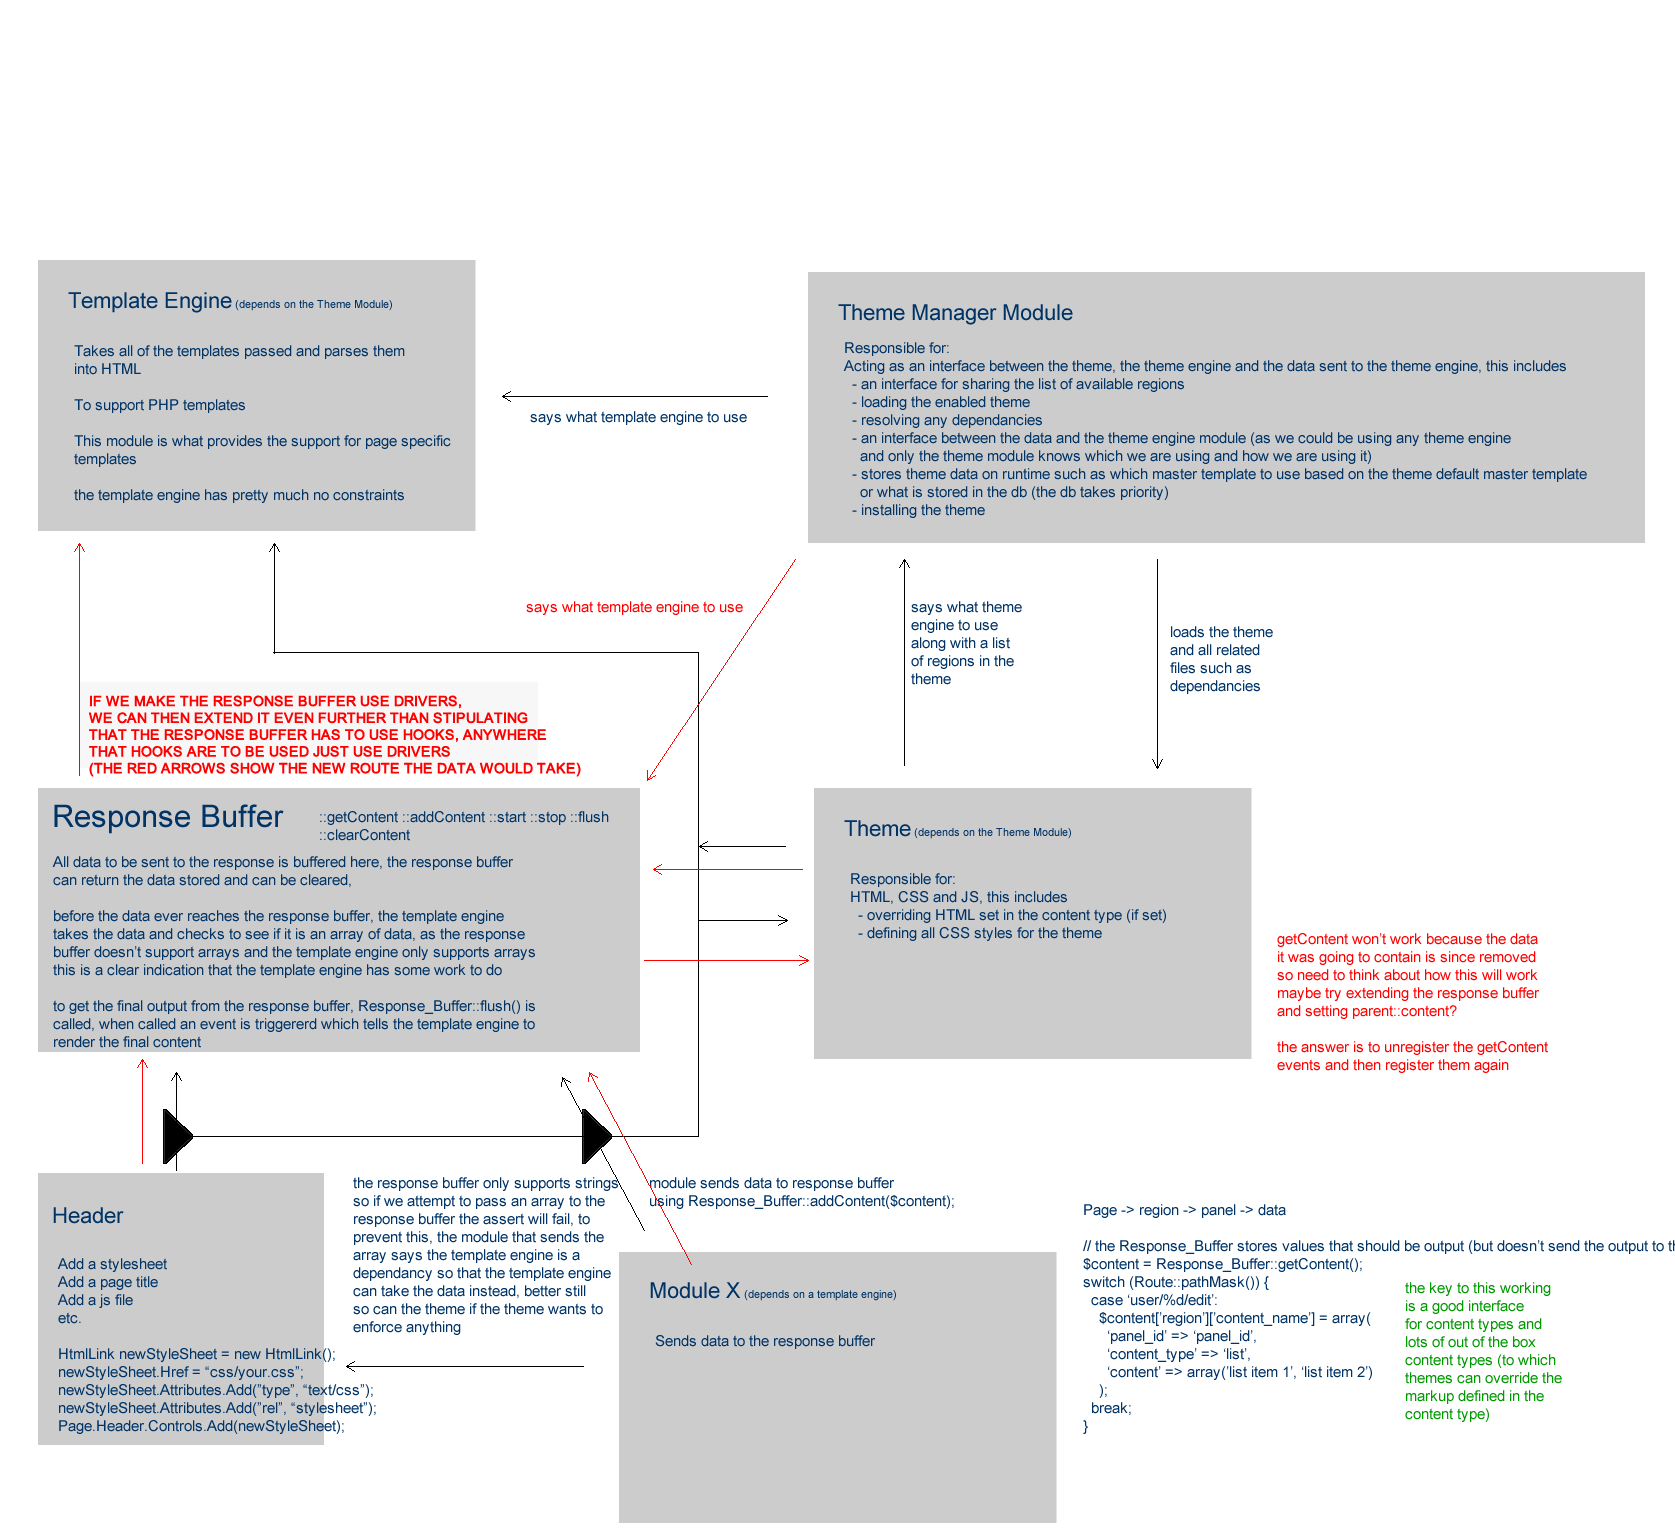 Template Engine (depends on the Theme Module)
Takes all of the templates passed and parses them
into HTML
To support PHP templates
This module is what provides the support for page specific
templates
the template engine has pretty much no constraints
says what template engine to use
Theme Manager Module
Responsible for:
Acting as an interface between the theme, the theme engine and the data sent to the theme engine, this includes
- an interface for sharing the list of available regions
- loading the enabled theme
- resolving any dependancies
- an interface between the data and the theme engine module (as we could be using any theme engine
and only the theme module knows which we are using and how we are using it)
- stores theme data on runtime such as which master template to use based on the theme default master template
or what is stored in the db (the db takes priority)
- installing the theme
says what template engine to use
says what theme
engine to use
along with a list
of regions in the
theme
loads the theme
and all related
files such as
dependancies
IF WE MAKE THE RESPONSE BUFFER USE DRIVERS,
WE CAN THEN EXTEND IT EVEN FURTHER THAN STIPULATING
THAT THE RESPONSE BUFFER HAS TO USE HOOKS, ANYWHERE
THAT HOOKS ARE TO BE USED JUST USE DRIVERS
(THE RED ARROWS SHOW THE NEW ROUTE THE DATA WOULD TAKE)
Response Buffer
::getContent ::addContent ::start ::stop ::flush
::clearContent
All data to be sent to the response is buffered here, the response buffer
can return the data stored and can be cleared,
before the data ever reaches the response buffer, the template engine
takes the data and checks to see if it is an array of data, as the response
buffer doesn't support arrays and the template engine only supports arrays
this is a clear indication that the template engine has some work to do
to get the final output from the response buffer, Response_Buffer::flush() is
called, when called an event is triggererd which tells the template engine to
render the final content
Theme (depends on the Theme Module)
Responsible for:
HTML, CSS and JS, this includes
- overriding HTML set in the content type (if set)
- defining all CSS styles for the theme
getContent won't work because the data
it was going to contain is since removed
so need to think about how this will work
maybe try extending the response buffer
and setting parent::content?
the answer is to unregister the getContent
events and then register them again
Header
Add a stylesheet
Add a page title
Add a js file
etc.
HtmlLink newStyleSheet = new HtmlLink();
newStyleSheet.Href = “css/your.css”;
newStyleSheet.Attributes.Add(”type”, “text/css”);
newStyleSheet.Attributes.Add(”rel”, “stylesheet”);
Page.Header.Controls.Add(newStyleSheet);
the response buffer only supports strings
so if we attempt to pass an array to the
response buffer the assert will fail, to
prevent this, the module that sends the
array says the template engine is a
dependancy so that the template engine
can take the data instead, better still
so can the theme if the theme wants to
enforce anything
module sends data to response buffer
using Response_Buffer::addContent($content);
Module X (depends on a template engine)
Sends data to the response buffer
Page -> region -> panel -> data
// the Response_Buffer stores values that should be output (but doesn't send the output to
$content = Response_Buffer::getContent();
switch (Route::pathMask()) {
case ‘user/%d/edit’:
$content[’region’][’content_name’] = array(
‘panel_id’ => ‘panel_id’,
‘content_type’ => ‘list’,
‘content’ => array(’list item 1’, ‘list item 2’)
);
break;
}
the key to this working
is a good interface
for content types and
lots of out of the box
content types (to which
themes can override the
markup defined in the
content type)